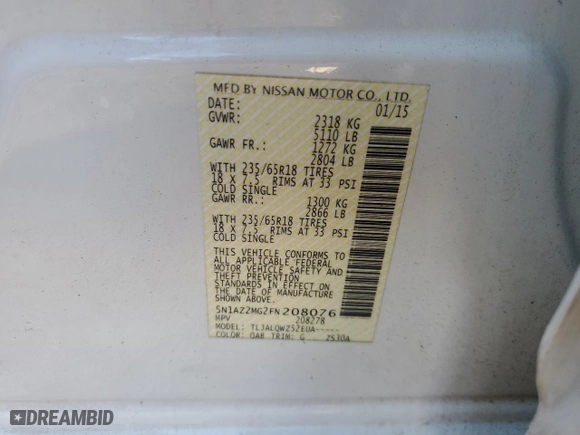 MFD BY NISSAN MOTOR CO., LTD.
DATE: 01/15
GVWR: 2318 KG
5110 LB
GAWR FR.: 1272 KG
2804 LB
WITH 235/65R18 TIRES
18 X 7.5 RIMS AT 33 PSI
COLD SINGLE
GAWR RR.: 1300 KG
2866 LB
WITH 235/65R18 TIRES
18 X 7.5 RIMS AT 33 PSI
COLD SINGLE
THIS VEHICLE CONFORMS TO
ALL APPLICABLE FEDERAL
MOTOR VEHICLE SAFETY AND
THEFT PREVENTION
STANDARDS IN EFFECT ON
THE DATE OF MANUFACTURE
SHOWN ABOVE.
5N1AZ2MG2FN208076
MPV 208278
MODEL: TLJALQWZ52EUA-----
COLOR: QAB TRIM: G ZS30A
DREAMBID